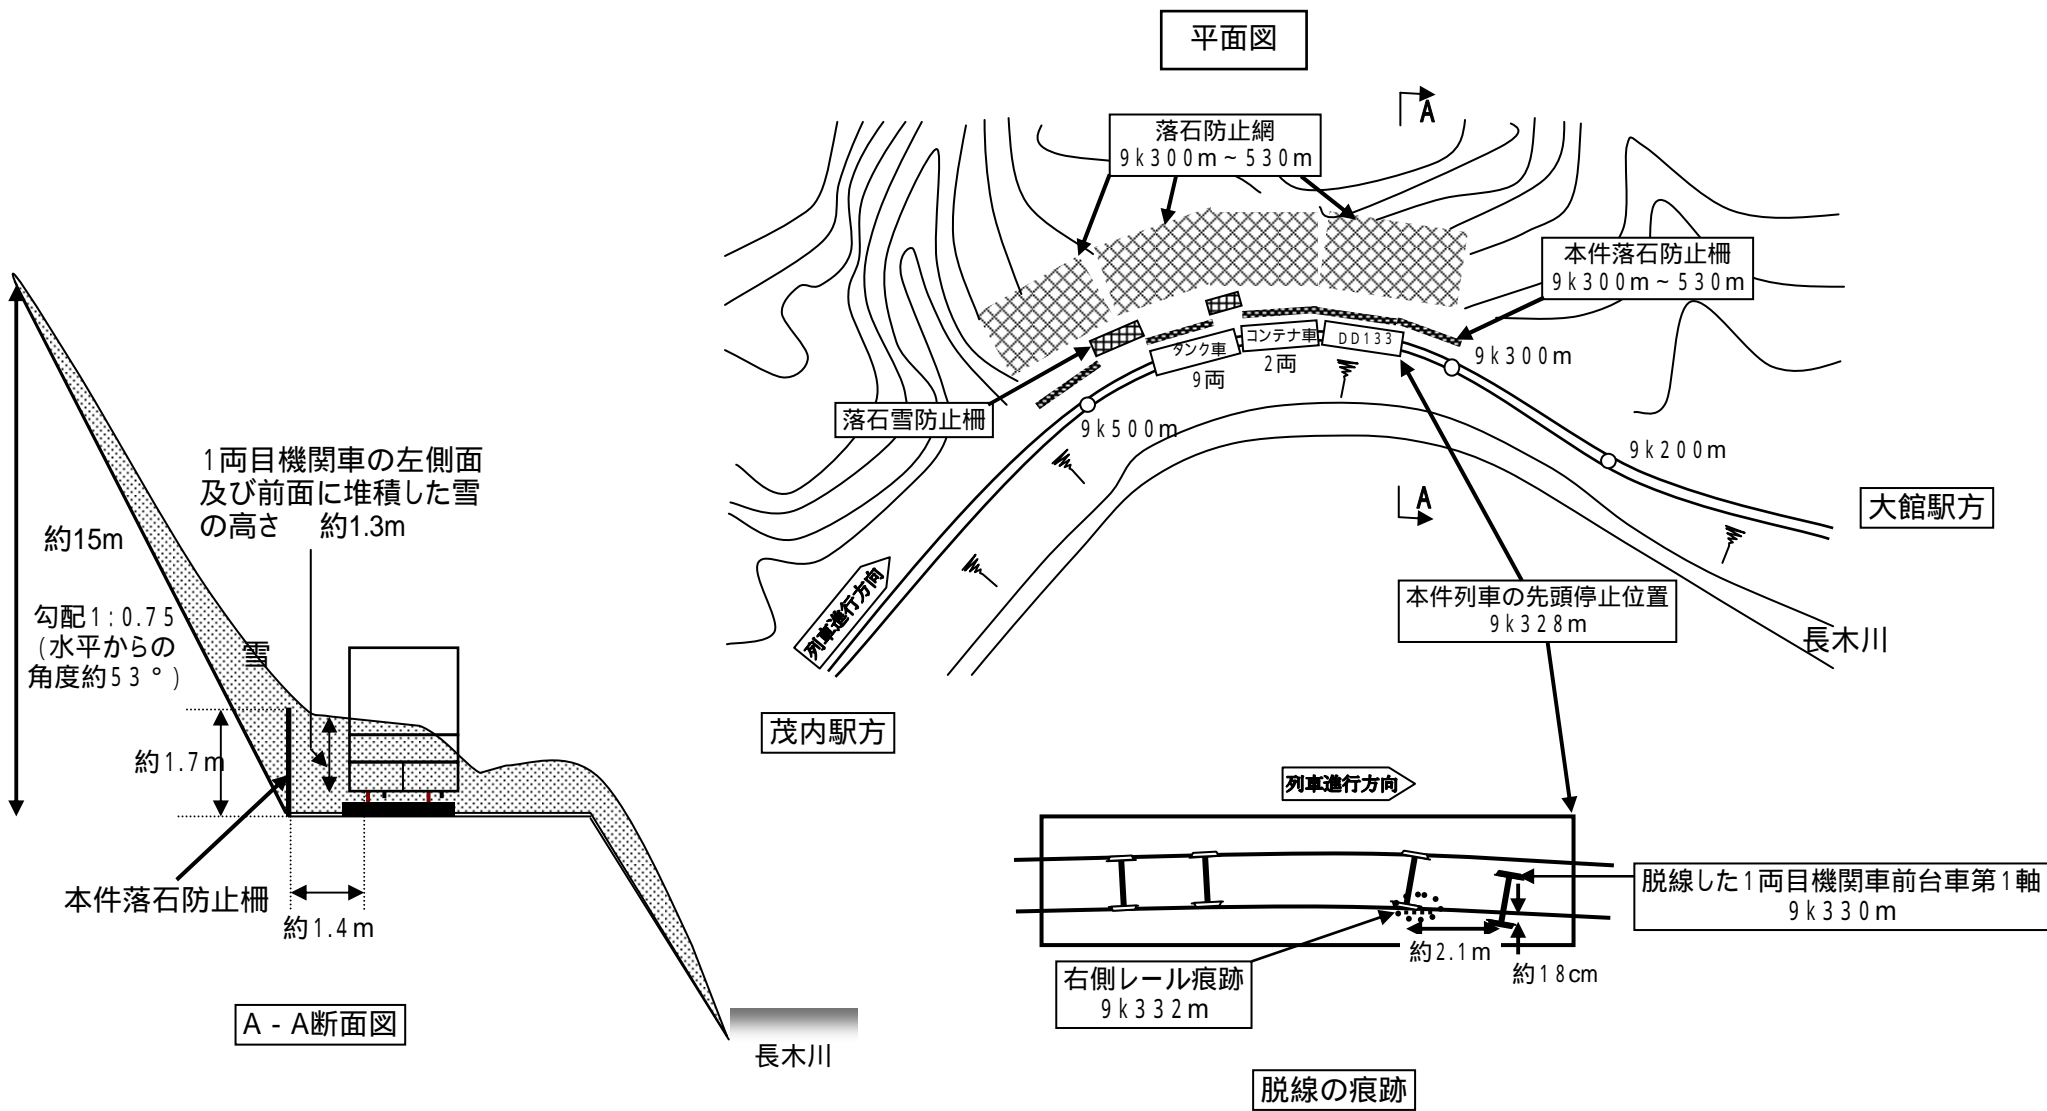 平面図
A
落石防止網
9k300m~530m
本件落石防止柵
9k300m~530m
タンク車
9両
コンテナ車
2両
DD133
9k300m
落石雪防止柵
9k500m
9k200m
A
大館駅方
列車進行方向
本件列車の先頭停止位置
9k328m
長木川
茂内駅方
約15m
勾配1:0.75
(水平からの
角度約53°)
1両目機関車の左側面
及び前面に堆積した雪
の高さ 約1.3m
雪
約1.7m
本件落石防止柵
約1.4m
A - A断面図
長木川
列車進行方向
脱線した1両目機関車前台車第1軸
9k330m
約2.1m
約18cm
右側レール痕跡
9k332m
脱線の痕跡